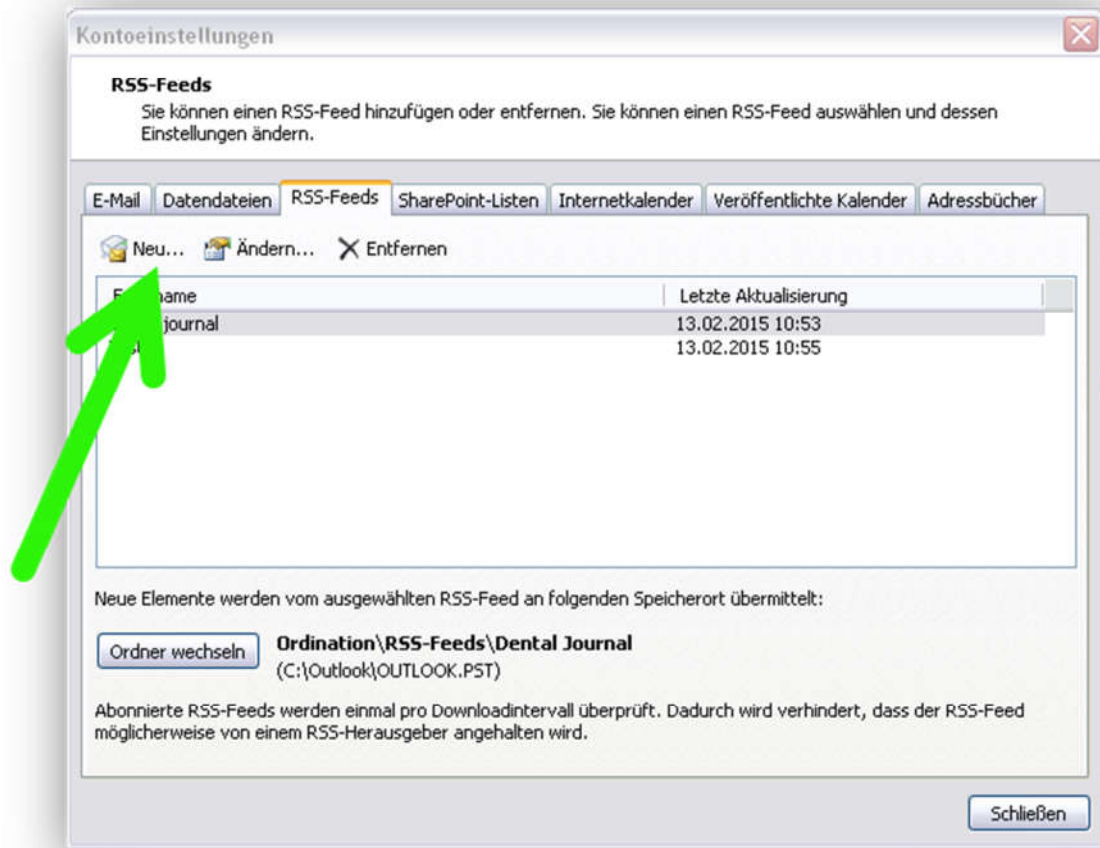 Kontoeinstellungen
RSS-Feeds
Sie können einen RSS-Feed hinzufügen oder entfernen. Sie können einen RSS-Feed auswählen und dessen
Einstellungen ändern.
E-Mail Datendateien RSS-Feeds SharePoint-Listen Internetkalender Veröffentlichte Kalender Adressbücher
Neu... Ändern... Entfernen
Letzte Aktualisierung
journal 13.02.2015 10:53
13.02.2015 10:55
Neue Elemente werden vom ausgewählten RSS-Feed an folgenden Speicherort übermittelt:
Ordner wechseln Ordination\RSS-Feeds\Dental Journal
(C:\Outlook\OUTLOOK.PST)
Abonnierte RSS-Feeds werden einmal pro Downloadintervall überprüft. Dadurch wird verhindert, dass der RSS-Feed
möglicherweise von einem RSS-Herausgeber angehalten wird.
Schließen